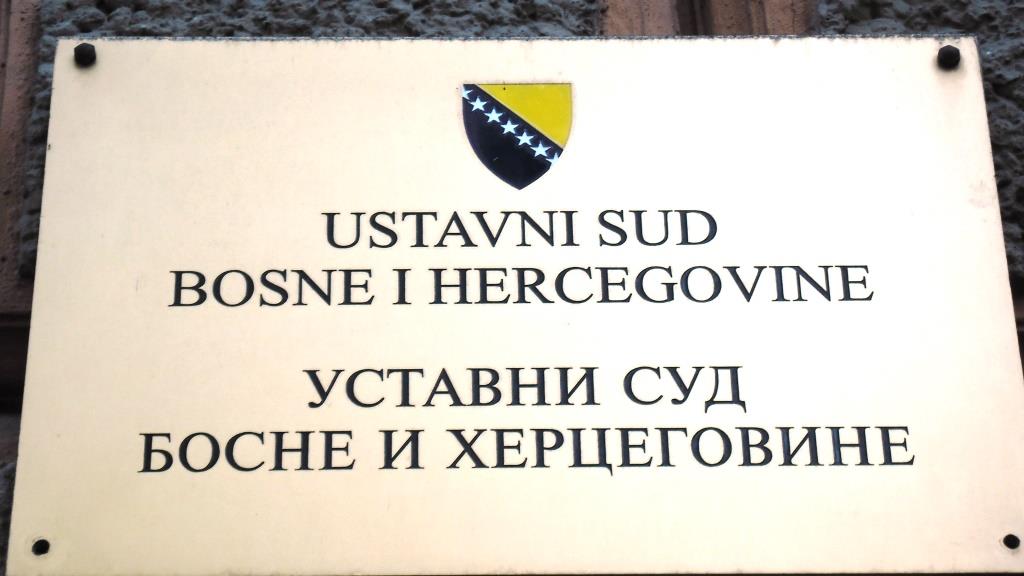 USTAVNI SUD
BOSNE I HERCEGOVINE
УСТАВНИ СУД
БОСНЕ И ХЕРЦЕГОВИНЕ